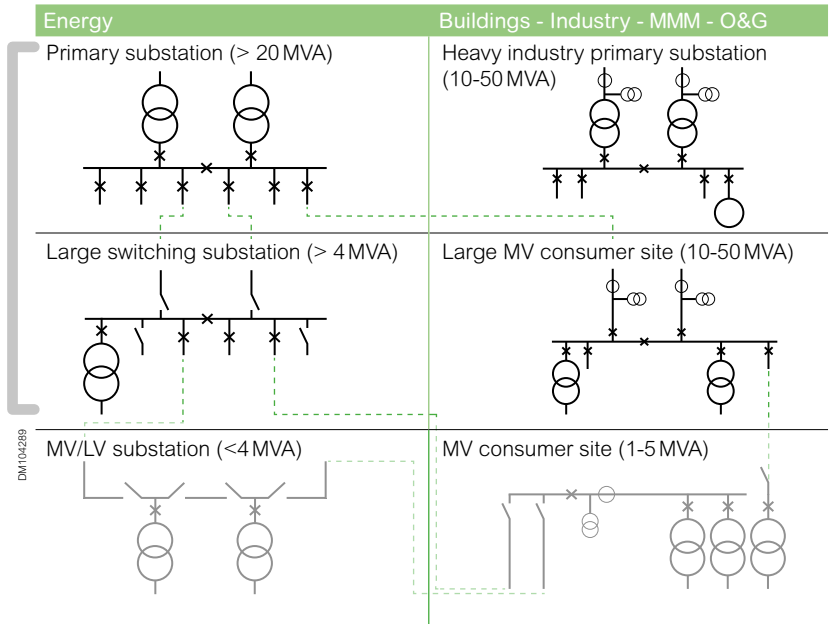 Energy
Buildings - Industry - MMM - O&G
Primary substation (> 20 MVA)
Heavy industry primary substation
(10-50 MVA)
Large switching substation (> 4 MVA)
Large MV consumer site (10-50 MVA)
DM104289
MV/LV substation (<4 MVA)
MV consumer site (1-5 MVA)